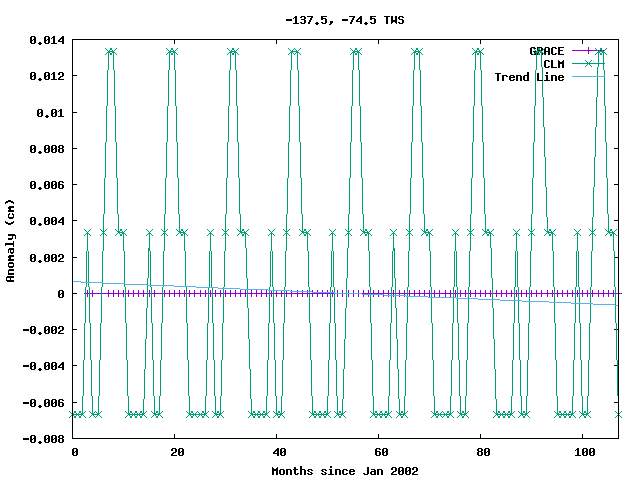 -137.5, -74.5 TWS
0.014
0.012
0.01
0.008
0.006
0.004
0.002
0
-0.002
-0.004
-0.006
-0.008
Anomaly (cm)
GRACE
CLM
Trend Line
0 20 40 60 80 100
Months since Jan 2002